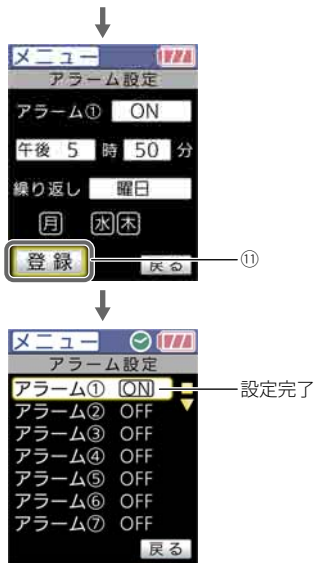 メニュー
アラーム設定
アラーム① ON
午後 5 時 50 分
繰り返し 曜日
月 水 木
登録 戻る ⑪
メニュー
アラーム設定
アラーム① ON 設定完了
アラーム② OFF
アラーム③ OFF
アラーム④ OFF
アラーム⑤ OFF
アラーム⑥ OFF
アラーム⑦ OFF
戻る